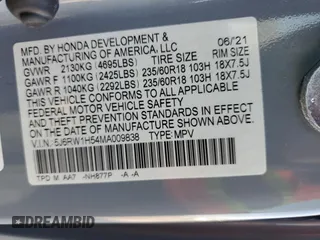 MFD. BY HONDA DEVELOPMENT &
MANUFACTURING OF AMERICA, LLC 06/21
GVWR 2130KG (4695LBS) TIRE SIZE RIM SIZE
GAWR F 1100KG (2425LBS) 235/60R18 103H 18X7.5J
GAWR R 1040KG (2292LBS) 235/60R18 103H 18X7.5J
THIS VEHICLE CONFORMS TO ALL APPLICABLE
FEDERAL MOTOR VEHICLE SAFETY AND
THEFT PREVENTION STANDARDS IN EFFECT ON
THE DATE OF MANUFACTURE SHOWN ABOVE.
V.I.N.: 5J6RW1H54MA009838 TYPE: MPV
-NH877P -A -A
DREAMBID